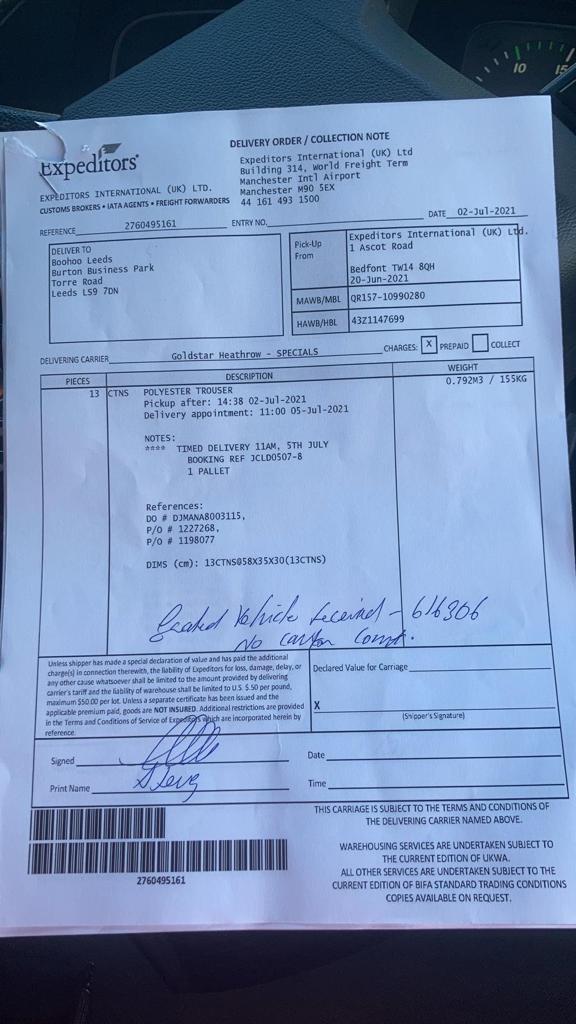 10 15
Expeditors®
EXPEDITORS INTERNATIONAL (UK) LTD.
CUSTOMS BROKERS • IATA AGENTS • FREIGHT FORWARDERS
DELIVERY ORDER / COLLECTION NOTE
Expeditors International (UK) Ltd
Building 314, World Freight Term
Manchester Intl Airport
Manchester M90 5EX
44 161 493 1500
DATE 02-Jul-2021
REFERENCE 2760495161 ENTRY NO.
DELIVER TO
Boohoo Leeds
Burton Business Park
Torre Road
Leeds LS9 7DN
Pick-Up From
Expeditors International (UK) Ltd.
1 Ascot Road
Bedfont TW14 8QH
20-Jun-2021
MAWB/MBL QR157-10990280
HAWB/HBL 43Z1147699
DELIVERING CARRIER Goldstar Heathrow - SPECIALS CHARGES: X PREPAID COLLECT
PIECES DESCRIPTION WEIGHT
13 CTNS POLYESTER TROUSER 0.792M3 / 155KG
Pickup after: 14:38 02-Jul-2021
Delivery appointment: 11:00 05-Jul-2021
NOTES:
**** TIMED DELIVERY 11AM, 5TH JULY
BOOKING REF JCLD0507-8
1 PALLET
References:
DO # DJMANA8003115,
P/O # 1227268,
P/O # 1198077
DIMS (cm): 13CTNS@58X35X30(13CTNS)
Sealed Vehicle received - 616306
No carton Count.
Unless shipper has made a special declaration of value and has paid the additional
charge(s) in connection therewith, the liability of Expeditors for loss, damage, delay, or
any other cause whatsoever shall be limited to the amount provided by delivering
carrier's tariff and the liability of warehouse shall be limited to U.S. $.50 per pound,
maximum $50.00 per lot. Unless a separate certificate has been issued and the
applicable premium paid, goods are NOT INSURED. Additional restrictions are provided
in the Terms and Conditions of Service of Expeditors which are incorporated herein by
reference.
Declared Value for Carriage
X
(Shipper's Signature)
Signed
Date
Print Name
Time
THIS CARRIAGE IS SUBJECT TO THE TERMS AND CONDITIONS OF
THE DELIVERING CARRIER NAMED ABOVE.
WAREHOUSING SERVICES ARE UNDERTAKEN SUBJECT TO
THE CURRENT EDITION OF UKWA.
ALL OTHER SERVICES ARE UNDERTAKEN SUBJECT TO THE
CURRENT EDITION OF BIFA STANDARD TRADING CONDITIONS
COPIES AVAILABLE ON REQUEST.
2760495161